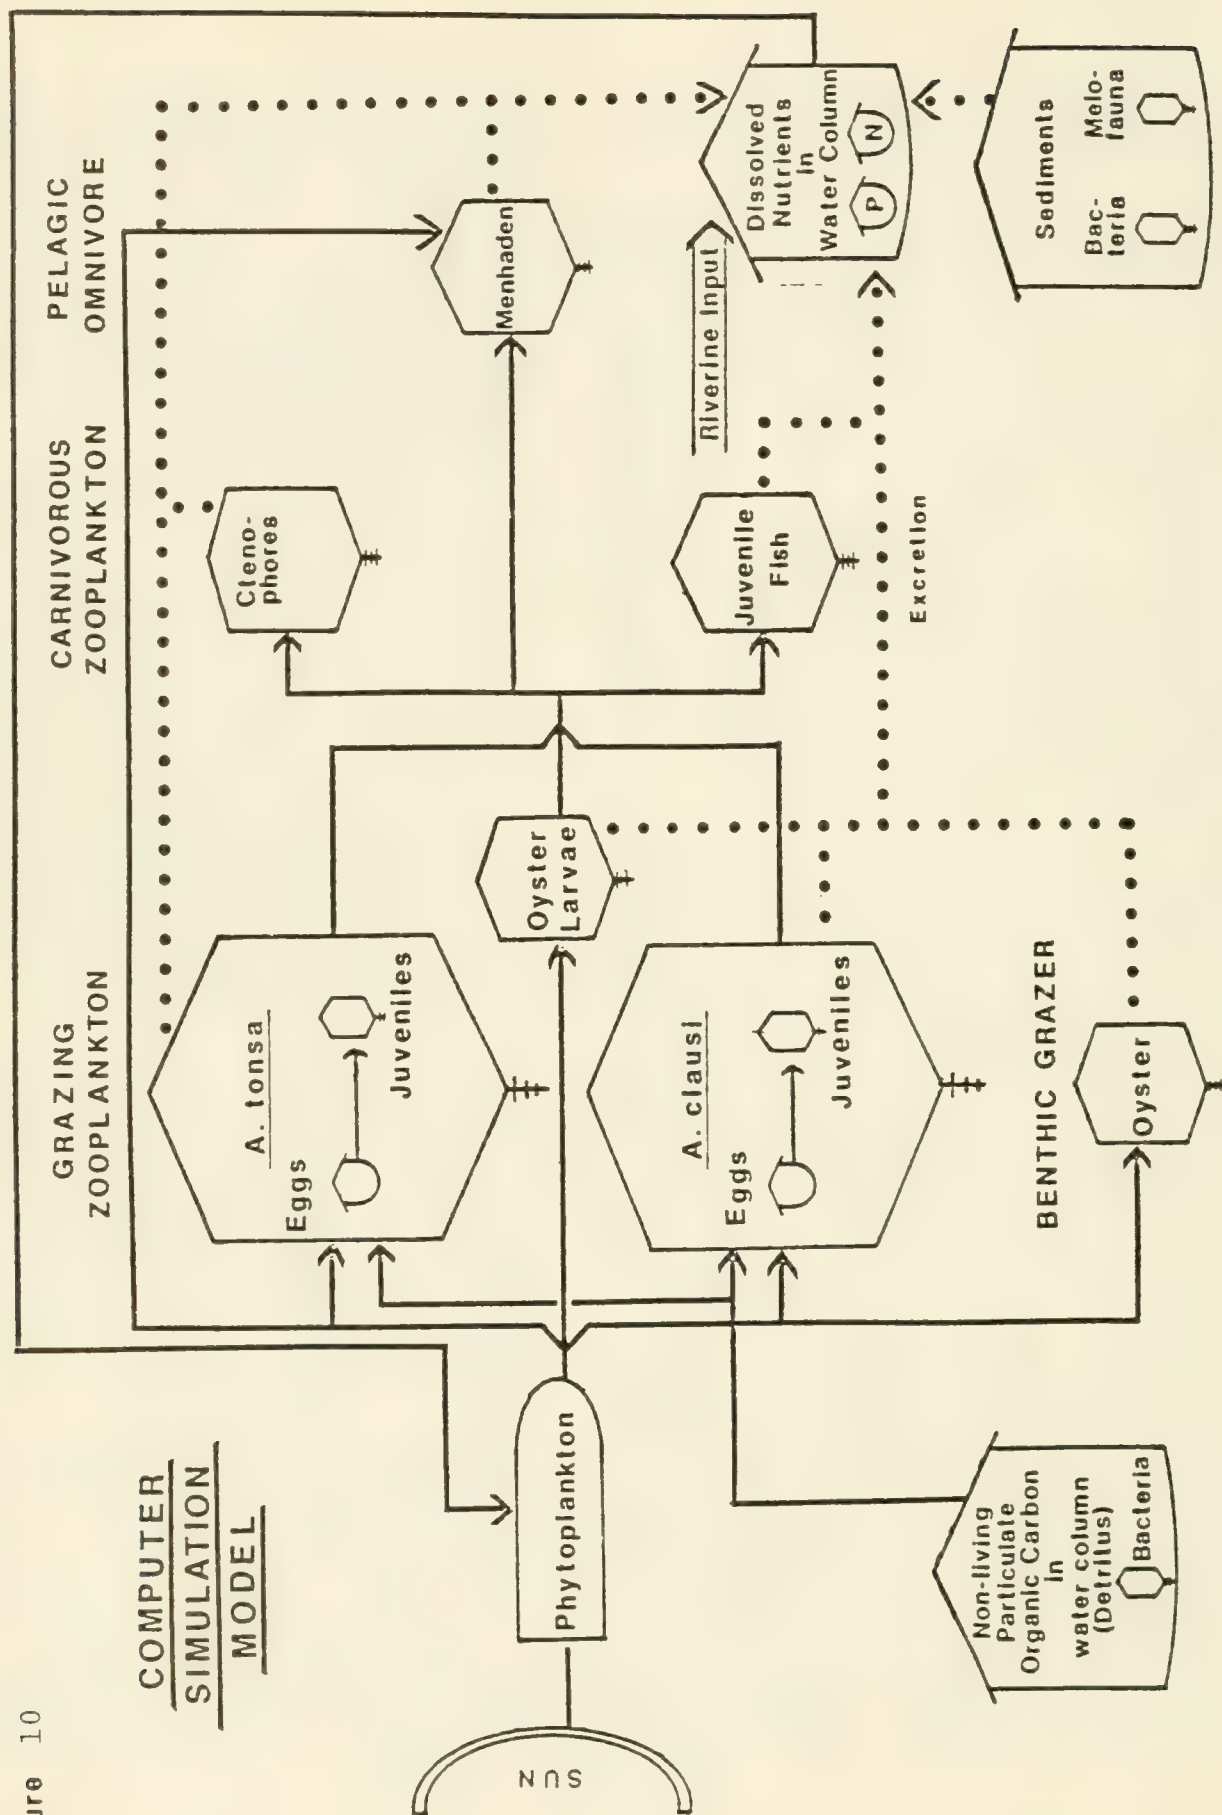 ure 10
COMPUTER
SIMULATION
MODEL
GRAZING
ZOOPLANKTON
CARNIVOROUS
ZOOPLANKTON
PELAGIC
OMNIVORE
A. tonsa
Eggs
Juveniles
Cteno-
phores
Menhaden
SUN
Phytoplankton
Oyster
Larvae
Juvenile
Fish
Riverine Input
Dissolved
Nutrients
in
Water Column
P
N
A. clausi
Eggs
Juveniles
Excretion
BENTHIC GRAZER
Oyster
Non-living
Particulate
Organic Carbon
in
water column
(Detritus)
Bacteria
Sediments
Bac-
teria
Meio-
fauna